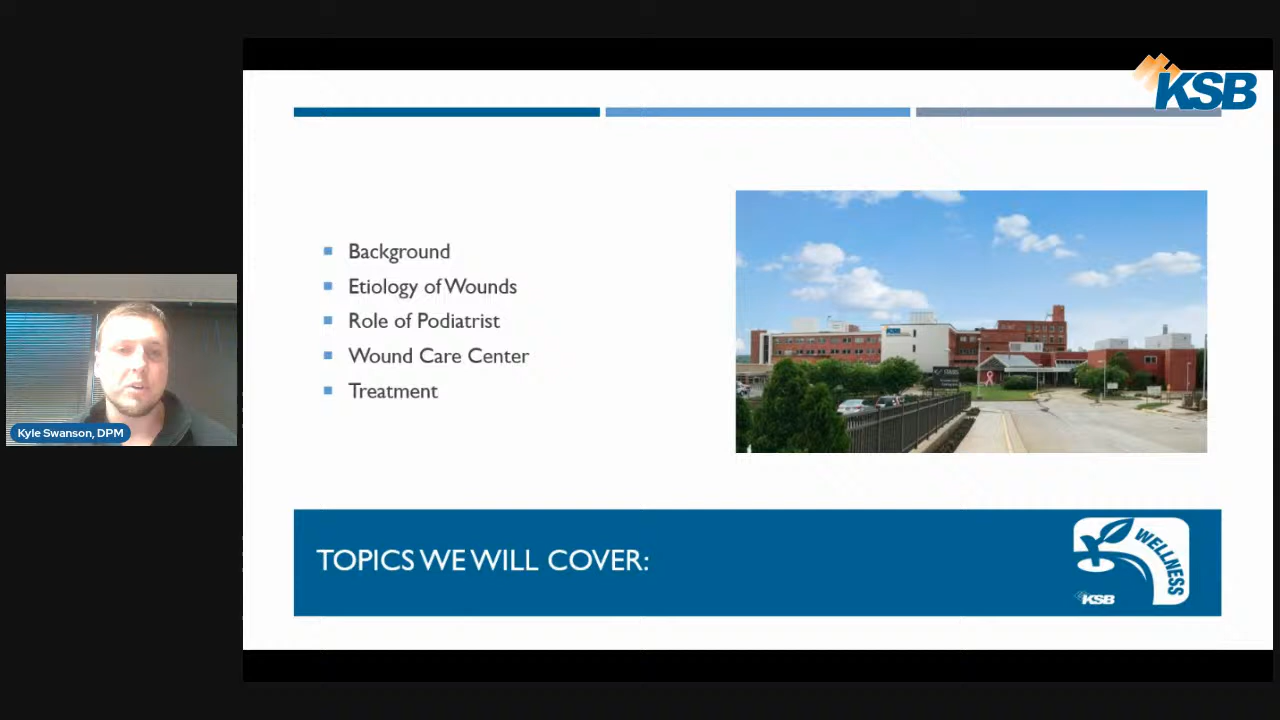 KSB
Background
Etiology of Wounds
Role of Podiatrist
Wound Care Center
Treatment
Kyle Swanson, DPM
TOPICS WE WILL COVER:
WELLNESS
KSB